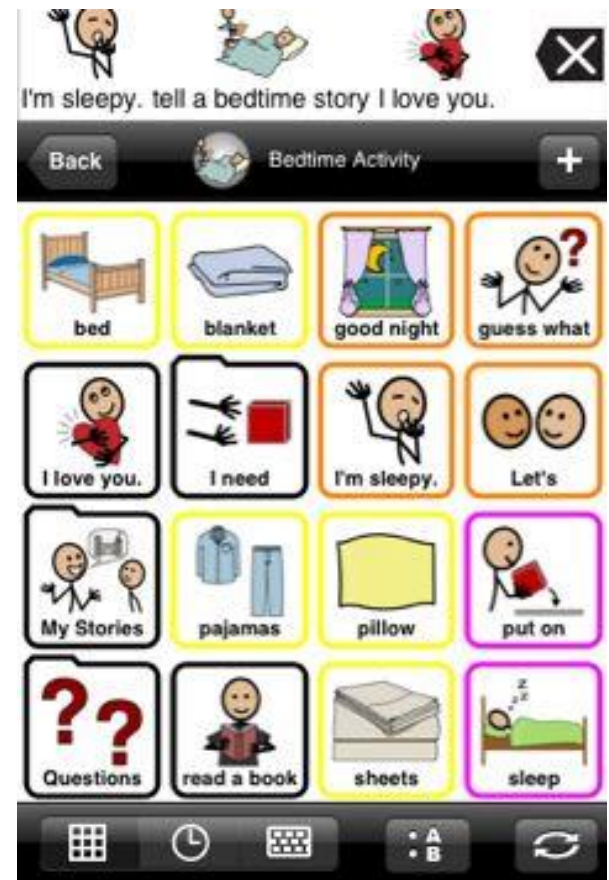 I'm sleepy. tell a bedtime story I love you.
Back Bedtime Activity +
bed blanket good night guess what
?
I love you. I need I'm sleepy. Let's
My Stories pajamas pillow put on
z z z
? ?
Questions read a book sheets sleep
A
B